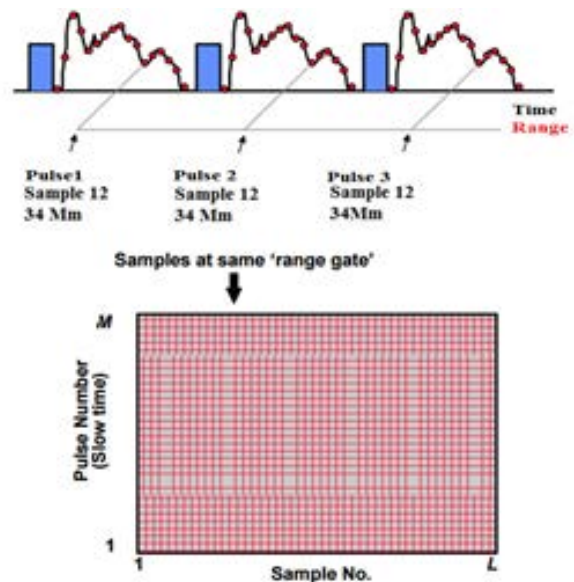 Time
Range
Pulse1
Sample 12
34 Mm
Pulse 2
Sample 12
34 Mm
Pulse 3
Sample 12
34Mm
Samples at same ‘range gate’
M
Pulse Number
(Slow time)
1
1
L
Sample No.